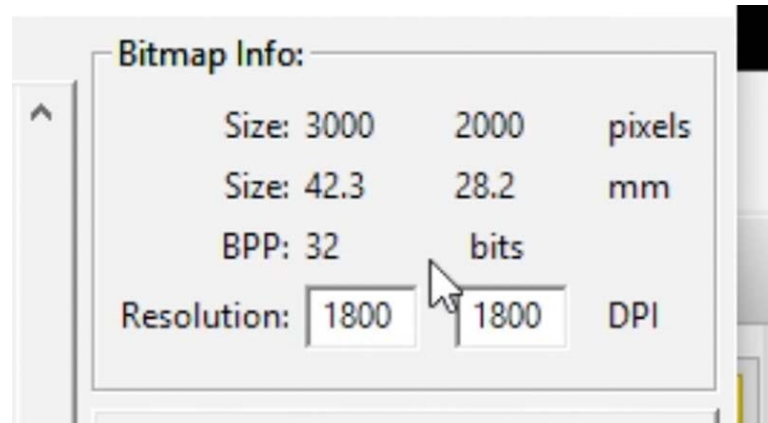 Bitmap Info:
Size: 3000 2000 pixels
Size: 42.3 28.2 mm
BPP: 32 bits
Resolution: 1800 1800 DPI